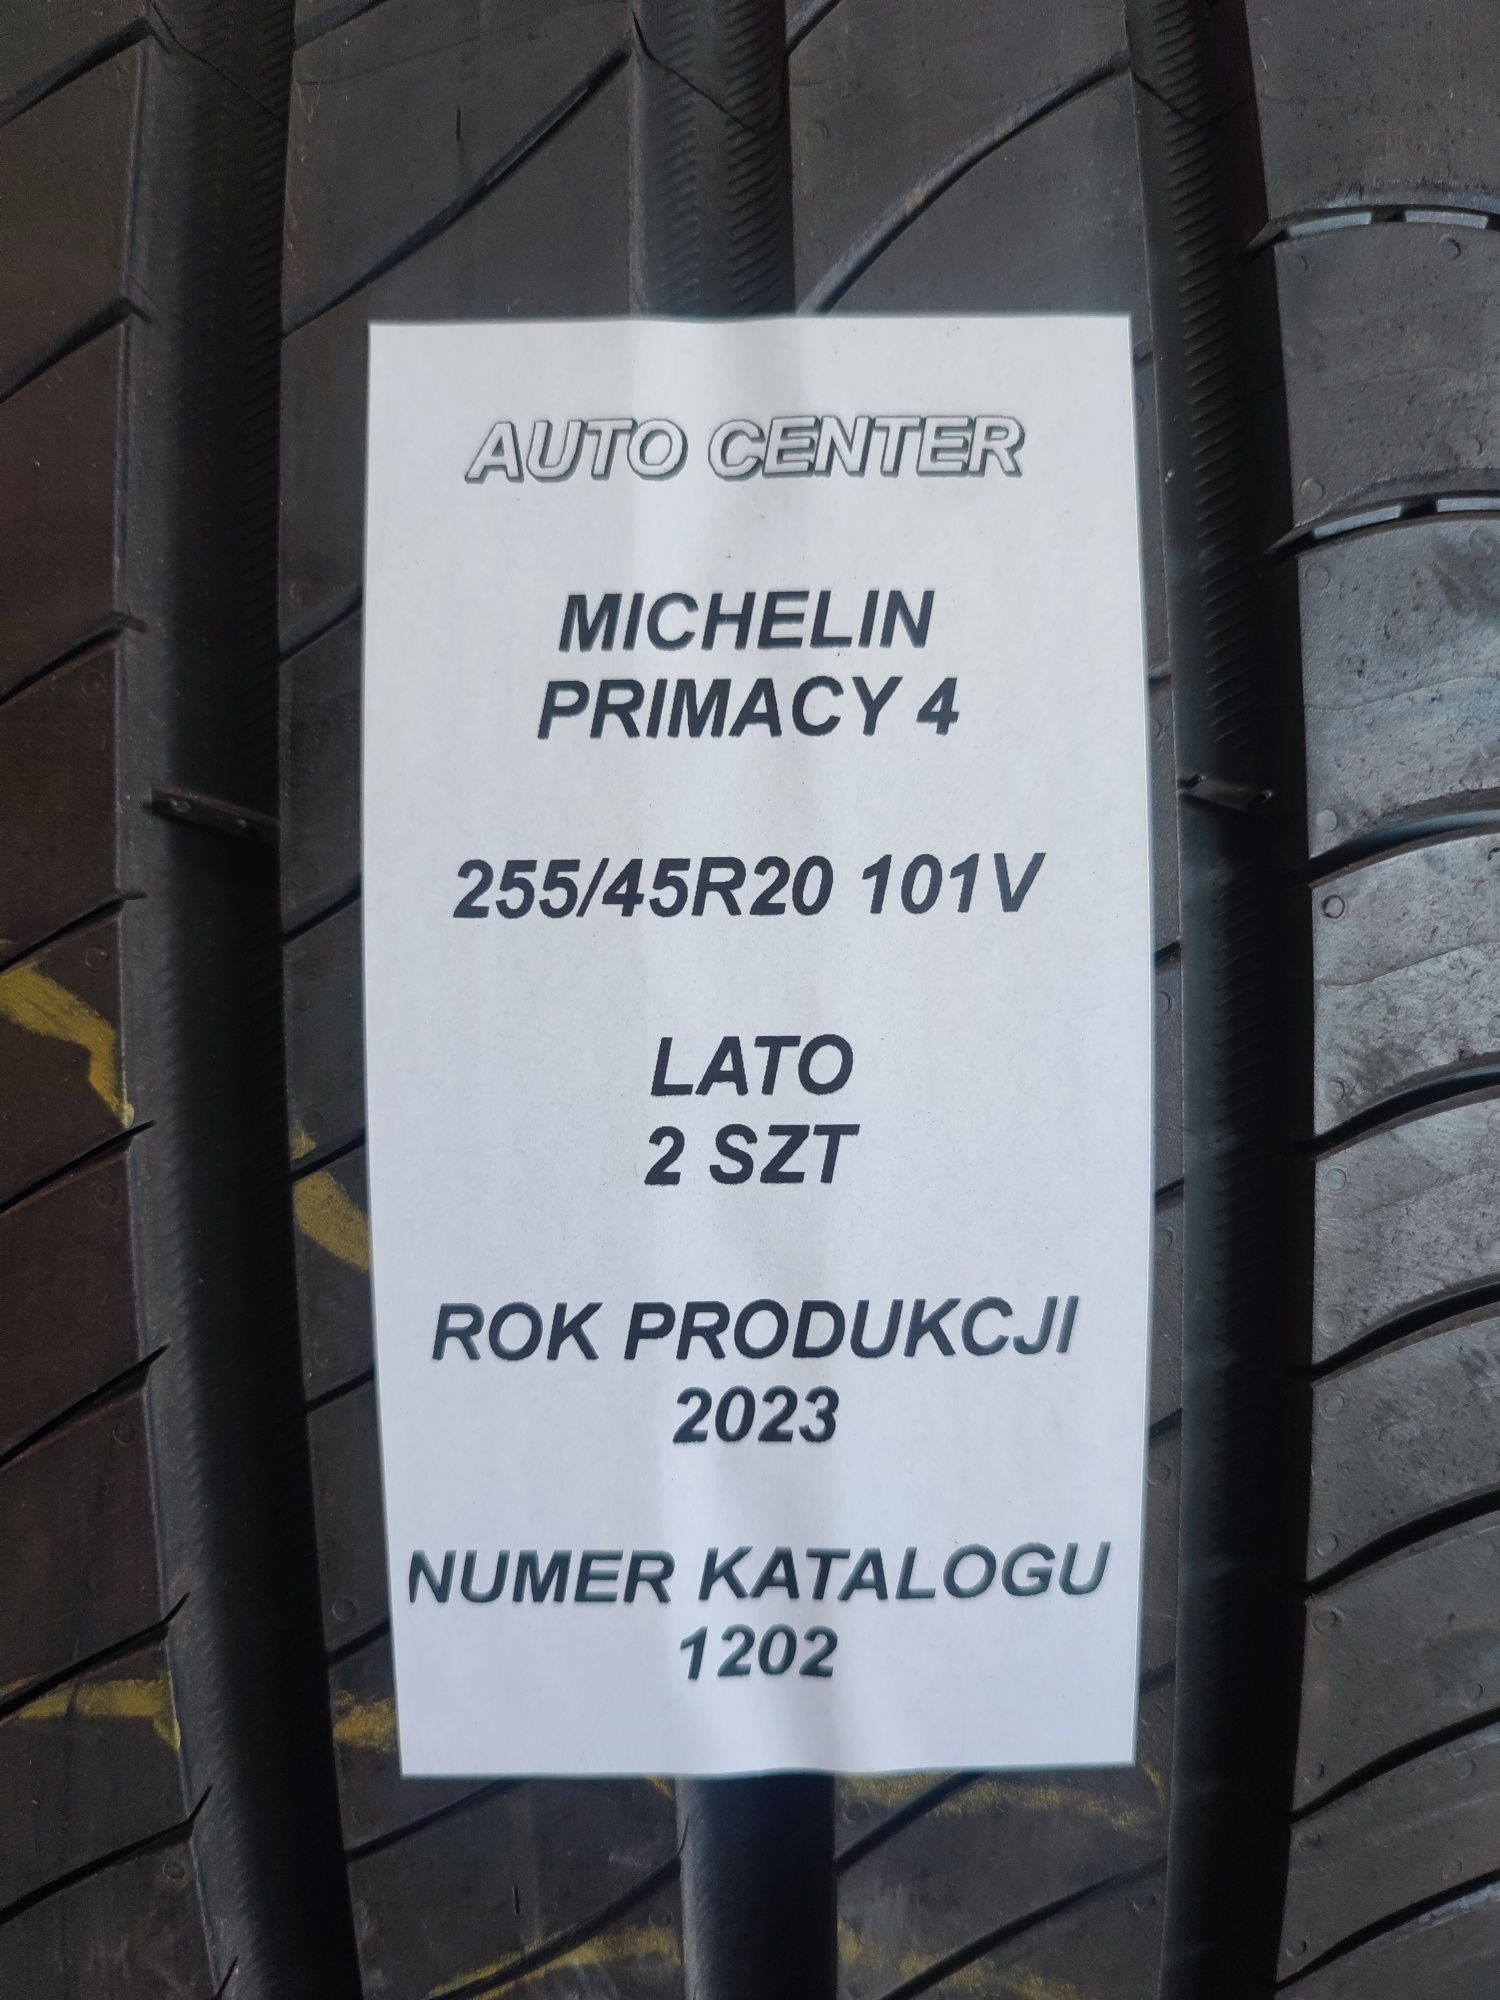 AUTO CENTER
MICHELIN
PRIMACY 4
255/45R20 101V
LATO
2 SZT
ROK PRODUKCJI
2023
NUMER KATALOGU
1202